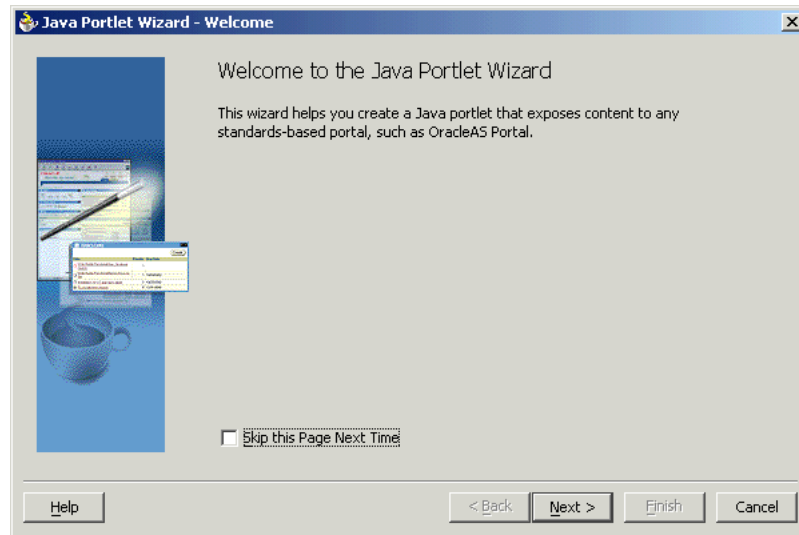 Java Portlet Wizard - Welcome
Welcome to the Java Portlet Wizard
This wizard helps you create a Java portlet that exposes content to any
standards-based portal, such as OracleAS Portal.
Skip this Page Next Time
Help
< Back
Next >
Finish
Cancel